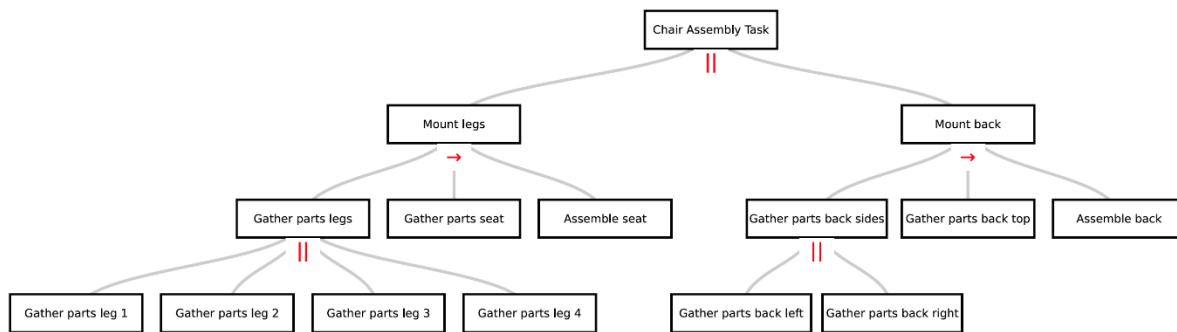 Chair Assembly Task
||
Mount legs
Mount back
→
→
Gather parts legs
Gather parts seat
Assemble seat
Gather parts back sides
Gather parts back top
Assemble back
||
||
Gather parts leg 1
Gather parts leg 2
Gather parts leg 3
Gather parts leg 4
Gather parts back left
Gather parts back right